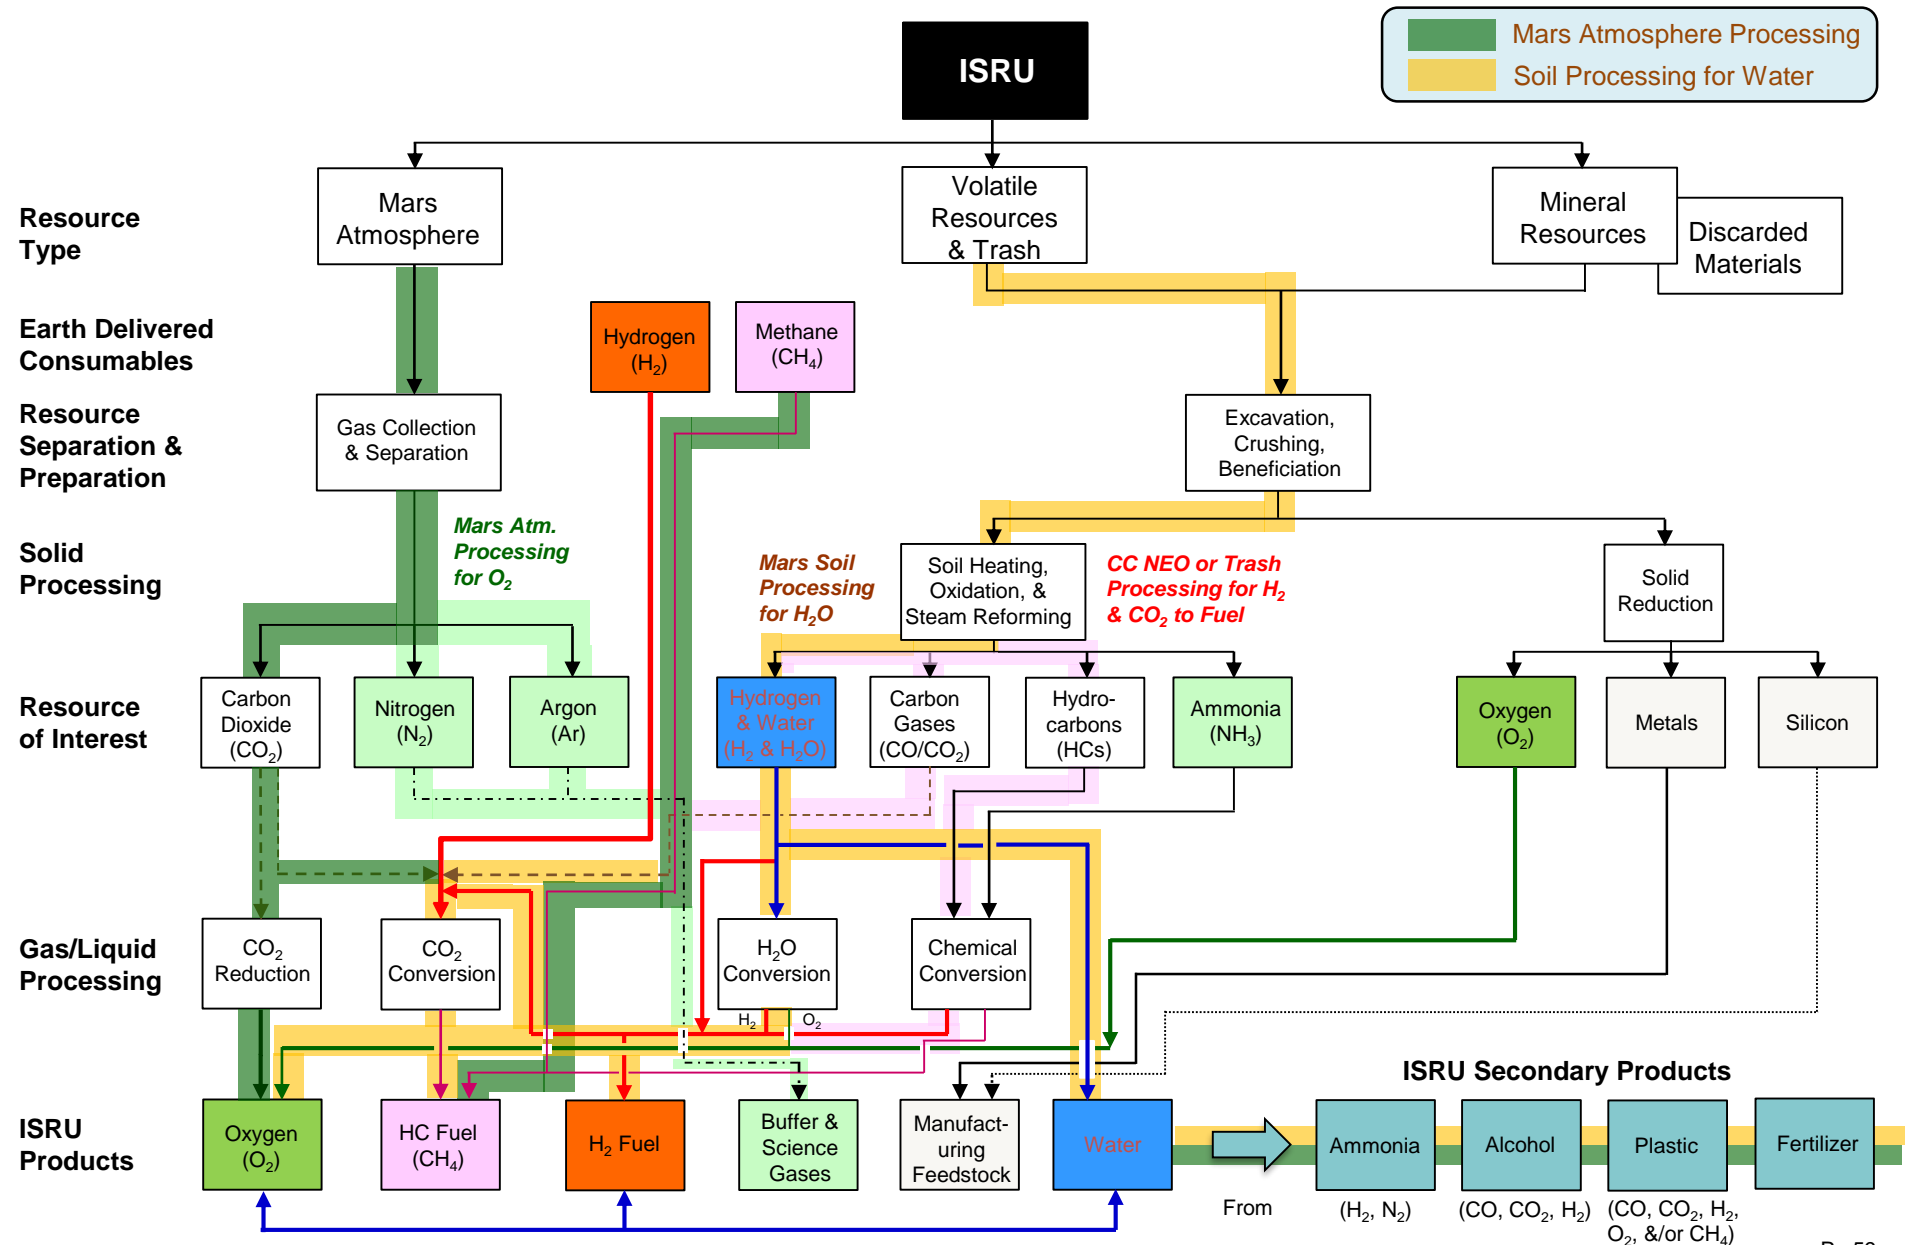 ISRU
Mars Atmosphere Processing
Soil Processing for Water
Resource
Type
Mars
Atmosphere
Volatile
Resources
& Trash
Mineral
Resources
Discarded
Materials
Earth Delivered
Consumables
Hydrogen
(H2)
Methane
(CH4)
Resource
Separation &
Preparation
Gas Collection
& Separation
Excavation,
Crushing,
Beneficiation
Solid
Processing
Mars Atm.
Processing
for O2
Mars Soil
Processing
for H2O
Soil Heating,
Oxidation, &
Steam Reforming
CC NEO or Trash
Processing for H2
& CO2 to Fuel
Solid
Reduction
Resource
of Interest
Carbon
Dioxide
(CO2)
Nitrogen
(N2)
Argon
(Ar)
Hydrogen
& Water
(H2 & H2O)
Carbon
Gases
(CO/CO2)
Hydro-
carbons
(HCs)
Ammonia
(NH3)
Oxygen
(O2)
Metals
Silicon
Gas/Liquid
Processing
CO2
Reduction
CO2
Conversion
H2O
Conversion
Chemical
Conversion
H2
O2
ISRU
Products
Oxygen
(O2)
HC Fuel
(CH4)
H2 Fuel
Buffer &
Science
Gases
Manufact-
uring
Feedstock
Water
ISRU Secondary Products
Ammonia
Alcohol
Plastic
Fertilizer
From
(H2, N2)
(CO, CO2, H2)
(CO, CO2, H2,
O2, &/or CH4)